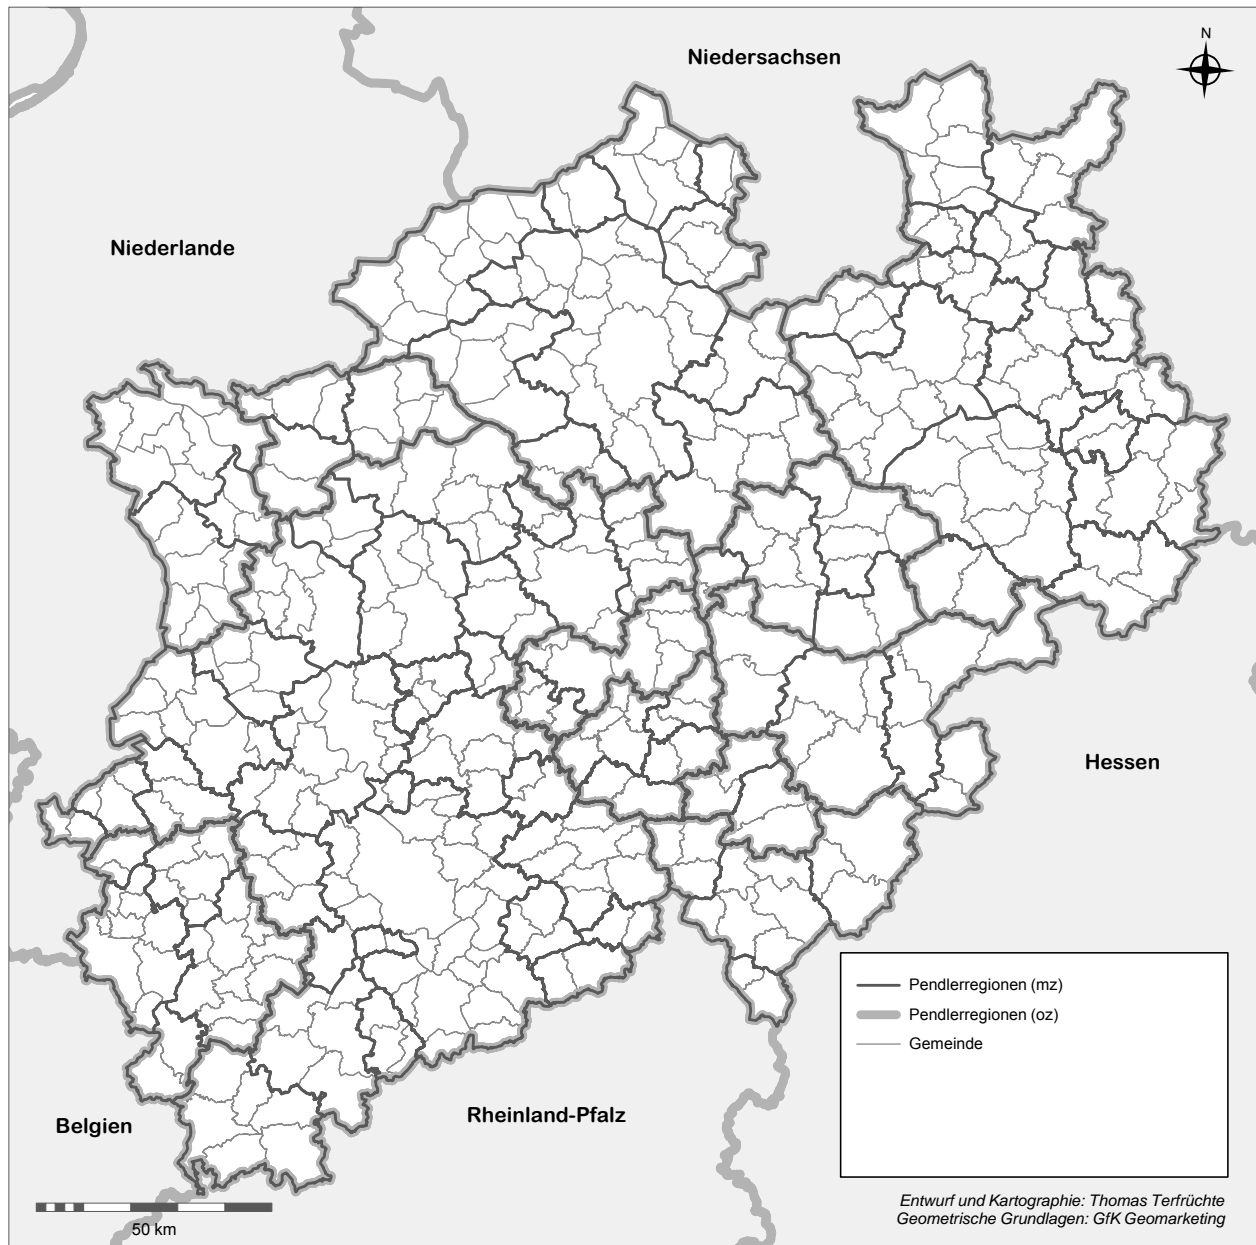 N
Niedersachsen
Niederlande
Hessen
Pendlerregionen (mz)
Pendlerregionen (oz)
Gemeinde
Belgien
Rheinland-Pfalz
50 km
Entwurf und Kartographie: Thomas Terfrüchte
Geometrische Grundlagen: GfK Geomarketing